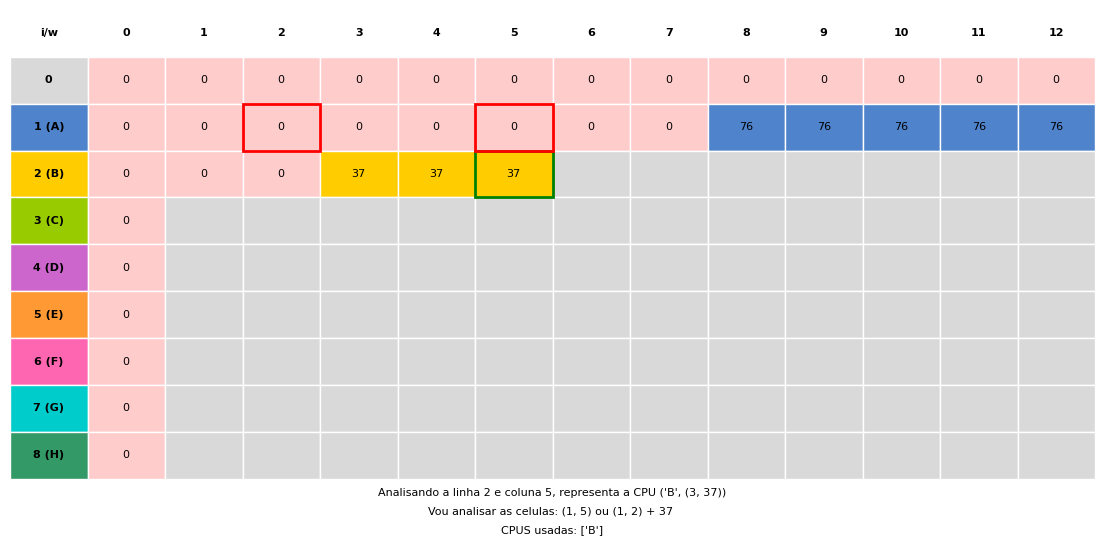 i/w 0 1 2 3 4 5 6 7 8 9 10 11 12
0 0 0 0 0 0 0 0 0 0 0 0 0 0
1 (A) 0 0 0 0 0 0 0 0 76 76 76 76 76
2 (B) 0 0 0 37 37 37
3 (C) 0
4 (D) 0
5 (E) 0
6 (F) 0
7 (G) 0
8 (H) 0
Analisando a linha 2 e coluna 5, representa a CPU ('B', (3, 37))
Vou analisar as celulas: (1, 5) ou (1, 2) + 37
CPUS usadas: ['B']